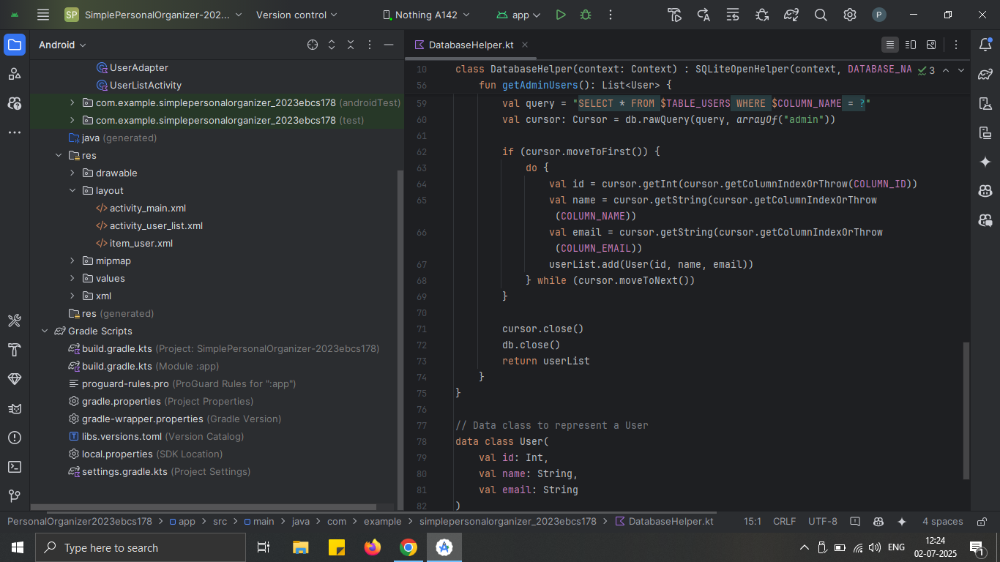 SP SimplePersonalOrganizer-202... Version control Nothing A142 app P
Android
UserAdapter
UserListActivity
com.example.simplepersonalorganizer_2023ebcs178 (androidTest)
com.example.simplepersonalorganizer_2023ebcs178 (test)
java (generated)
res
drawable
layout
activity_main.xml
activity_user_list.xml
item_user.xml
mipmap
values
xml
res (generated)
Gradle Scripts
build.gradle.kts (Project: SimplePersonalOrganizer-2023ebcs178)
build.gradle.kts (Module :app)
proguard-rules.pro (ProGuard Rules for ":app")
gradle.properties (Project Properties)
gradle-wrapper.properties (Gradle Version)
libs.versions.toml (Version Catalog)
local.properties (SDK Location)
settings.gradle.kts (Project Settings)
DatabaseHelper.kt
10 class DatabaseHelper(context: Context) : SQLiteOpenHelper(context, DATABASE_NA 3
56 fun getAdminUsers(): List<User> {
59 val query = "SELECT * FROM $TABLE_USERS WHERE $COLUMN_NAME = ?"
60 val cursor: Cursor = db.rawQuery(query, arrayOf("admin"))
61
62 if (cursor.moveToFirst()) {
63 do {
64 val id = cursor.getInt(cursor.getColumnIndexOrThrow(COLUMN_ID))
65 val name = cursor.getString(cursor.getColumnIndexOrThrow
(COLUMN_NAME))
66 val email = cursor.getString(cursor.getColumnIndexOrThrow
(COLUMN_EMAIL))
67 userList.add(User(id, name, email))
68 } while (cursor.moveToNext())
69 }
70
71 cursor.close()
72 db.close()
73 return userList
74 }
75 }
76
77 // Data class to represent a User
78 data class User(
79 val id: Int,
80 val name: String,
81 val email: String
82 )
PersonalOrganizer2023ebcs178 > app > src > main > java > com > example > simplepersonalorganizer_2023ebcs178 > DatabaseHelper.kt 15:1 CRLF UTF-8 4 spaces
Type here to search
ENG
12:24
02-07-2025
1